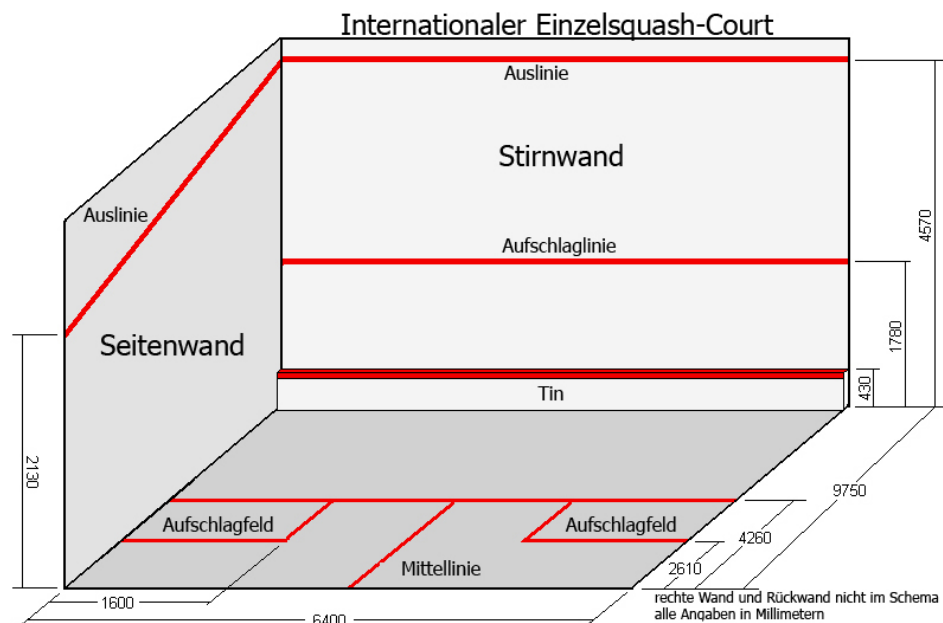 Internationaler Einzelsquash-Court
Auslinie
Stirnwand
Auslinie
Aufschlaglinie
Seitenwand
Tin
4570
1780
430
2130
Aufschlagfeld
Aufschlagfeld
Mittellinie
9750
4260
2610
1600
6400
rechte Wand und Rückwand nicht im Schema
alle Angaben in Millimetern